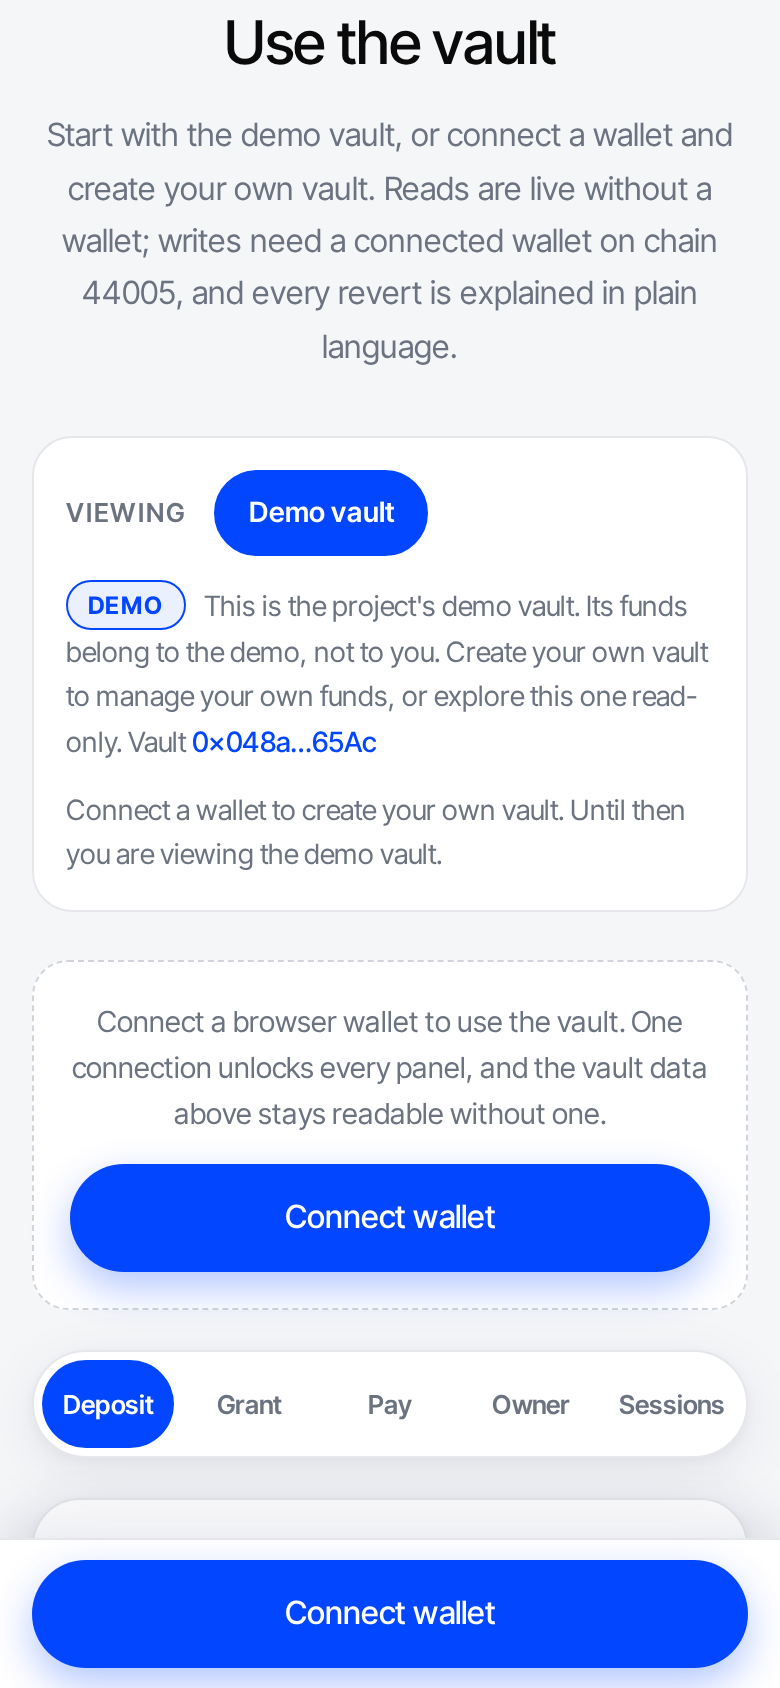 Use the vault
Start with the demo vault, or connect a wallet and
create your own vault. Reads are live without a
wallet; writes need a connected wallet on chain
44005, and every revert is explained in plain
language.
VIEWING Demo vault
DEMO This is the project's demo vault. Its funds
belong to the demo, not to you. Create your own vault
to manage your own funds, or explore this one read-
only. Vault 0×048a...65Ac
Connect a wallet to create your own vault. Until then
you are viewing the demo vault.
Connect a browser wallet to use the vault. One
connection unlocks every panel, and the vault data
above stays readable without one.
Connect wallet
Deposit Grant Pay Owner Sessions
Connect wallet